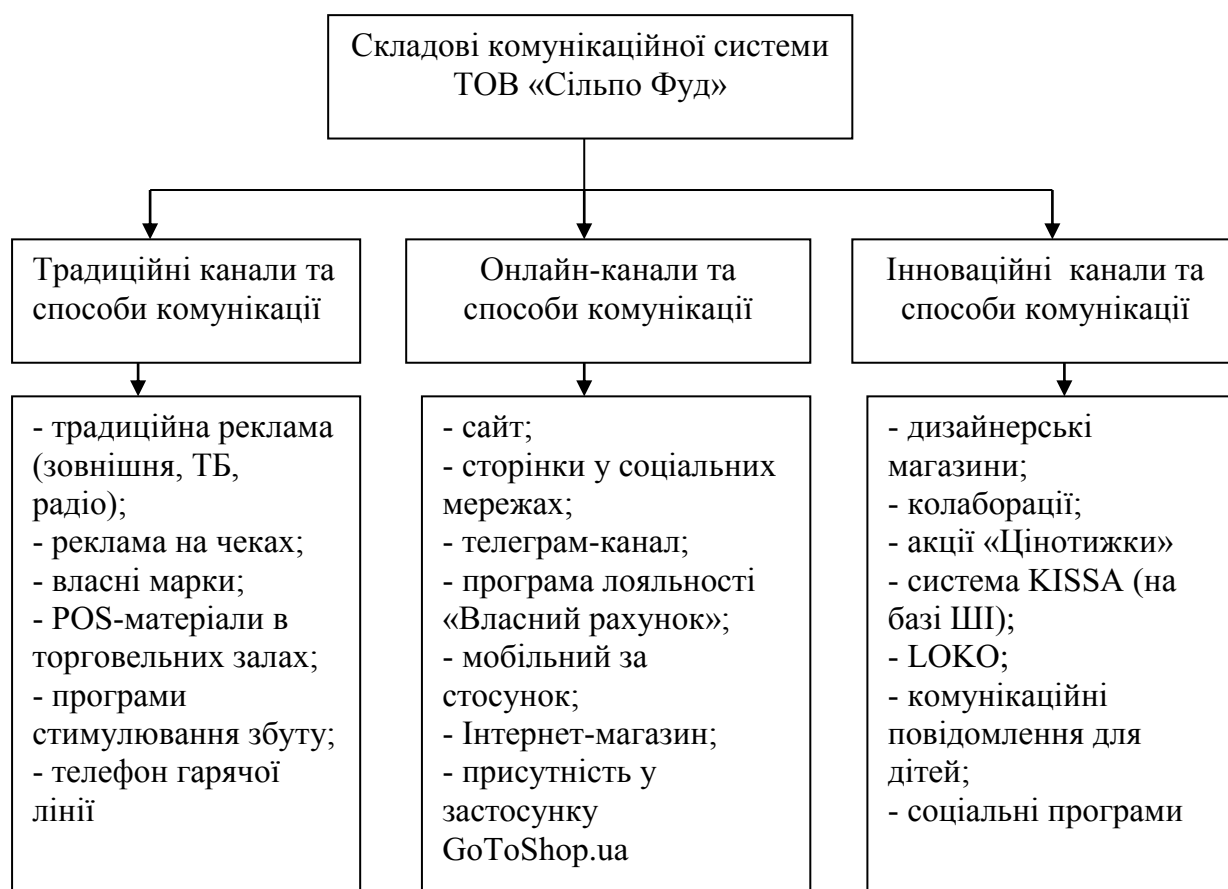 Складові комунікаційної системи
ТОВ «Сільпо Фуд»
Традиційні канали та
способи комунікації
Онлайн-канали та
способи комунікації
Інноваційні канали та
способи комунікації
- традиційна реклама
(зовнішня, ТБ,
радіо);
- реклама на чеках;
- власні марки;
- POS-матеріали в
торговельних залах;
- програми
стимулювання збуту;
- телефон гарячої
лінії
- сайт;
- сторінки у соціальних
мережах;
- телеграм-канал;
- програма лояльності
«Власний рахунок»;
- мобільний за
стосунок;
- Інтернет-магазин;
- присутність у
застосунку
GoToShop.ua
- дизайнерські
магазини;
- колаборації;
- акції «Цінотижки»
- система KISSA (на
базі ШІ);
- LOKO;
- комунікаційні
повідомлення для
дітей;
- соціальні програми